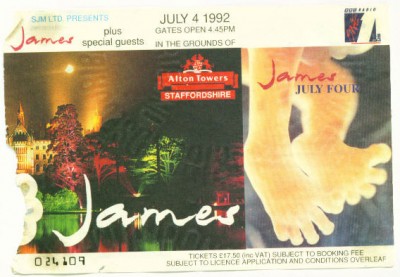 SJM LTD. PRESENTS
James
plus
special guests
JULY 4 1992
GATES OPEN 4.45PM
IN THE GROUNDS OF
Alton Towers
STAFFORDSHIRE
James
JULY FOUR
James
024109
TICKETS £17.50 (inc VAT) SUBJECT TO BOOKING FEE
SUBJECT TO LICENCE APPLICATION AND CONDITIONS OVERLEAF